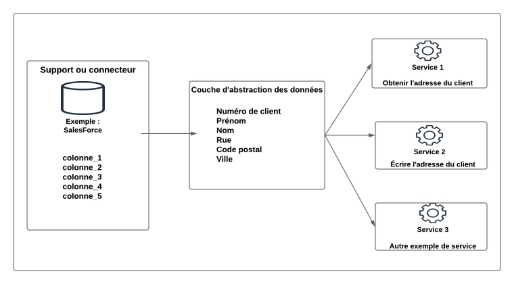 Support ou connecteur
Exemple :
SalesForce
colonne_1
colonne_2
colonne_3
colonne_4
colonne_5
Couche d'abstraction des données
Numéro de client
Prénom
Nom
Rue
Code postal
Ville
Service 1
Obtenir l'adresse du client
Service 2
Écrire l'adresse du client
Service 3
Autre exemple de service